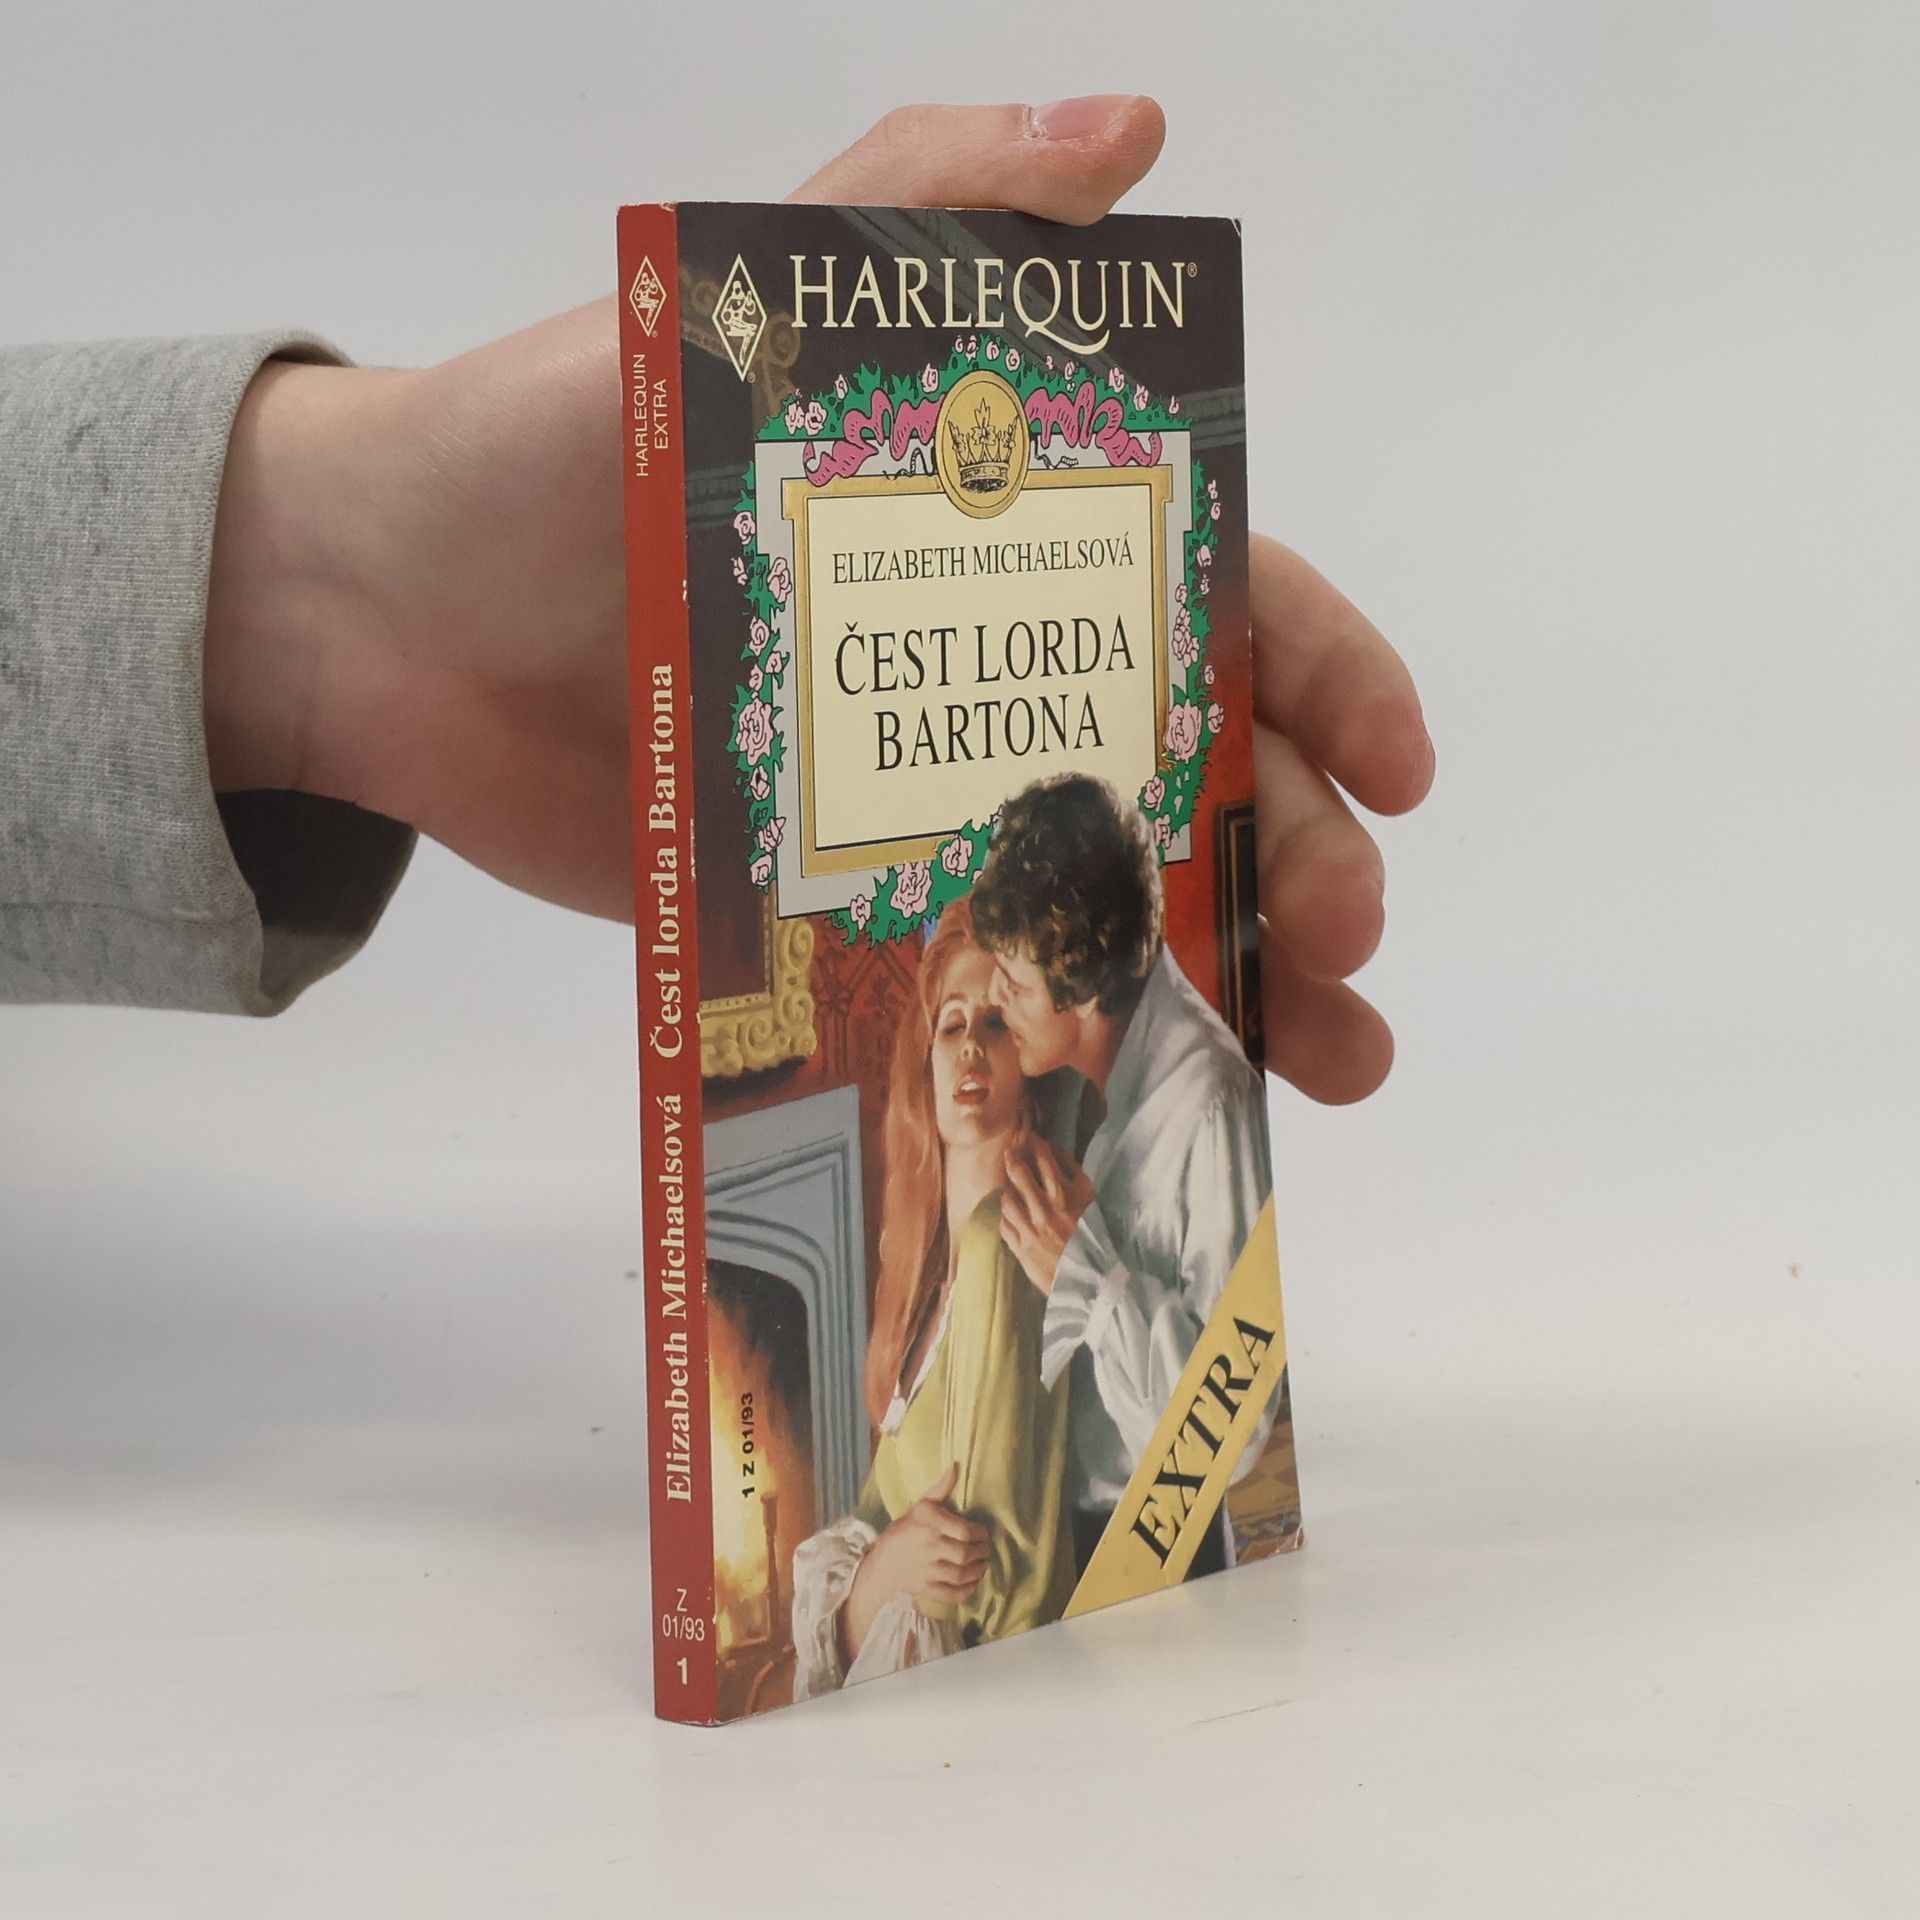 HARLEQUIN®
ELIZABETH MICHAELSOVÁ
ČEST LORDA
BARTONA
EXTRA
1 Z 01/93
HARLEQUIN
EXTRA
Elizabeth Michaelsová Čest lorda Bartona
Z
01/93
1